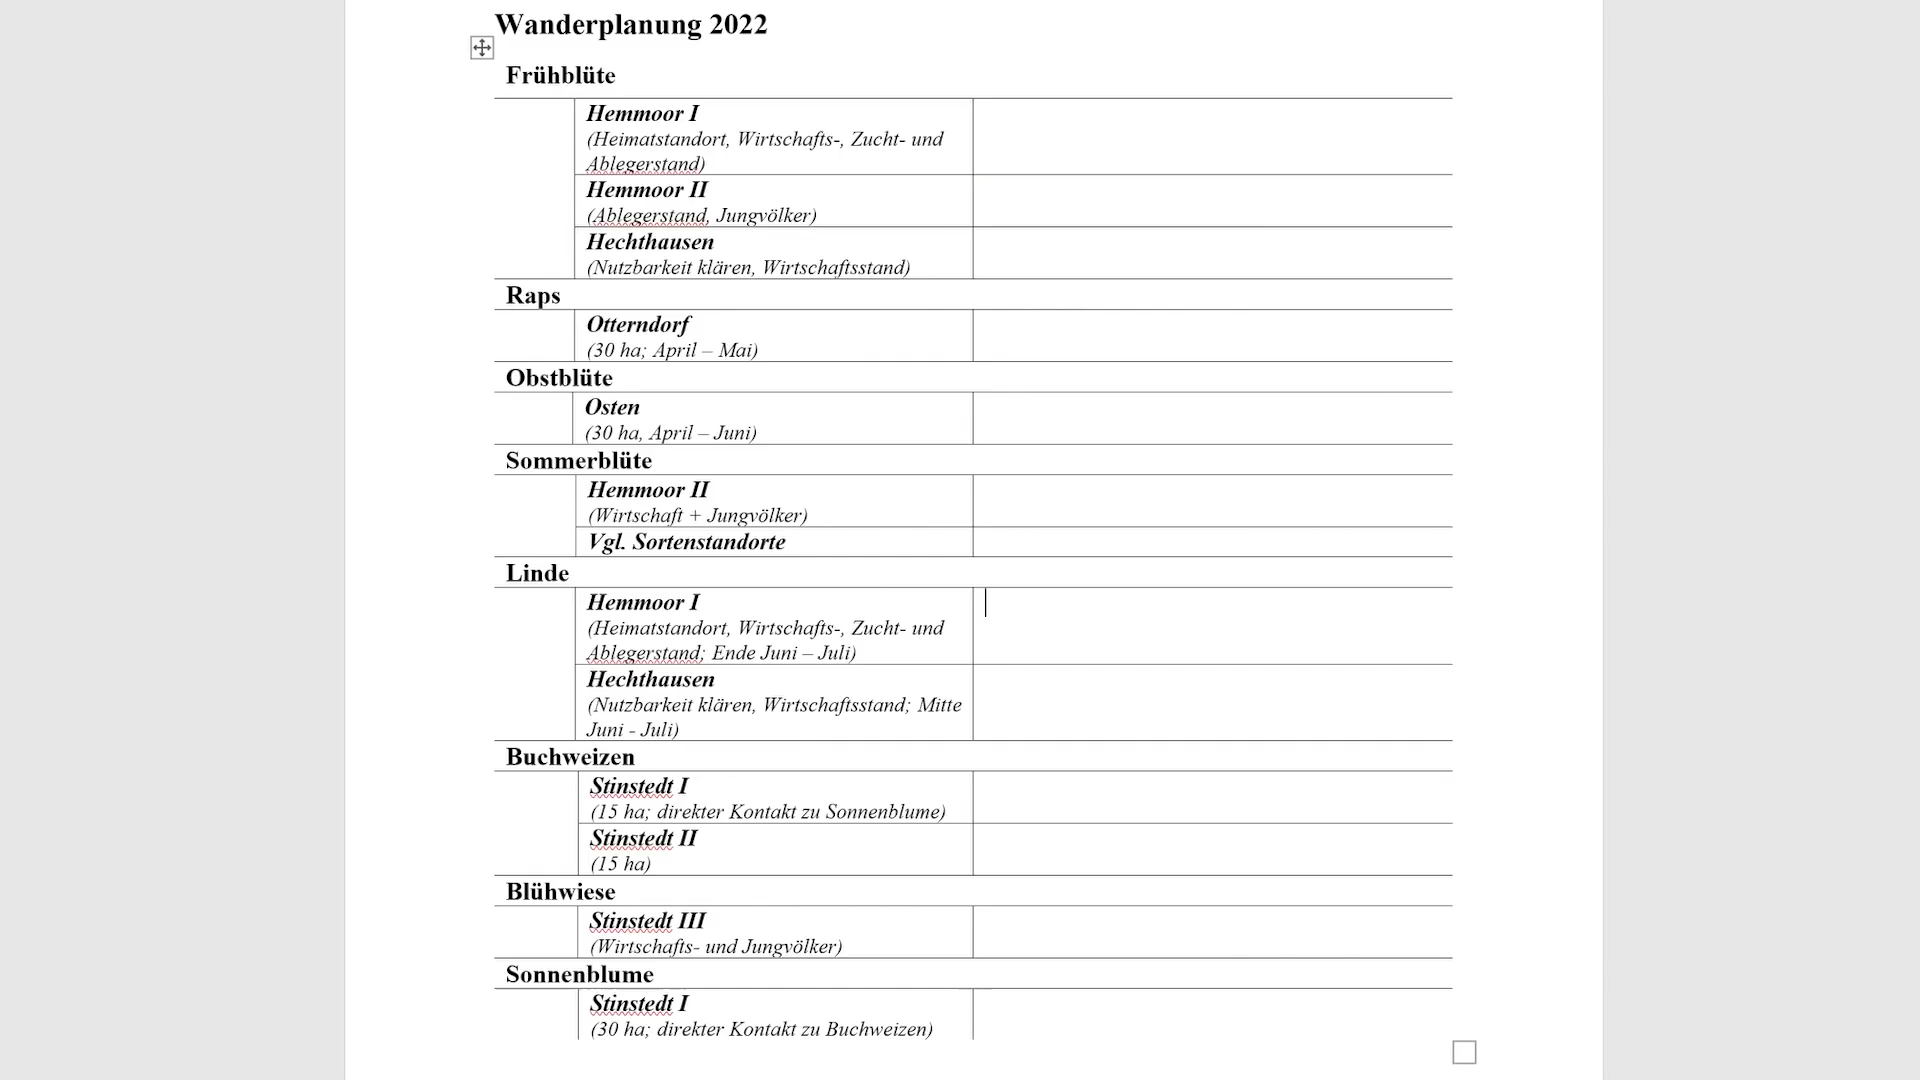 Wanderplanung 2022
Frühblüte
Hemmoor I
(Heimatstandort, Wirtschafts-, Zucht- und
Ablegerstand)
Hemmoor II
(Ablegerstand, Jungvölker)
Hechthausen
(Nutzbarkeit klären, Wirtschaftsstand)
Raps
Otterndorf
(30 ha; April – Mai)
Obstblüte
Osten
(30 ha, April – Juni)
Sommerblüte
Hemmoor II
(Wirtschaft + Jungvölker)
Vgl. Sortenstandorte
Linde
Hemmoor I
(Heimatstandort, Wirtschafts-, Zucht- und
Ablegerstand; Ende Juni – Juli)
Hechthausen
(Nutzbarkeit klären, Wirtschaftsstand; Mitte
Juni - Juli)
Buchweizen
Stinstedt I
(15 ha; direkter Kontakt zu Sonnenblume)
Stinstedt II
(15 ha)
Blühwiese
Stinstedt III
(Wirtschafts- und Jungvölker)
Sonnenblume
Stinstedt I
(30 ha; direkter Kontakt zu Buchweizen)